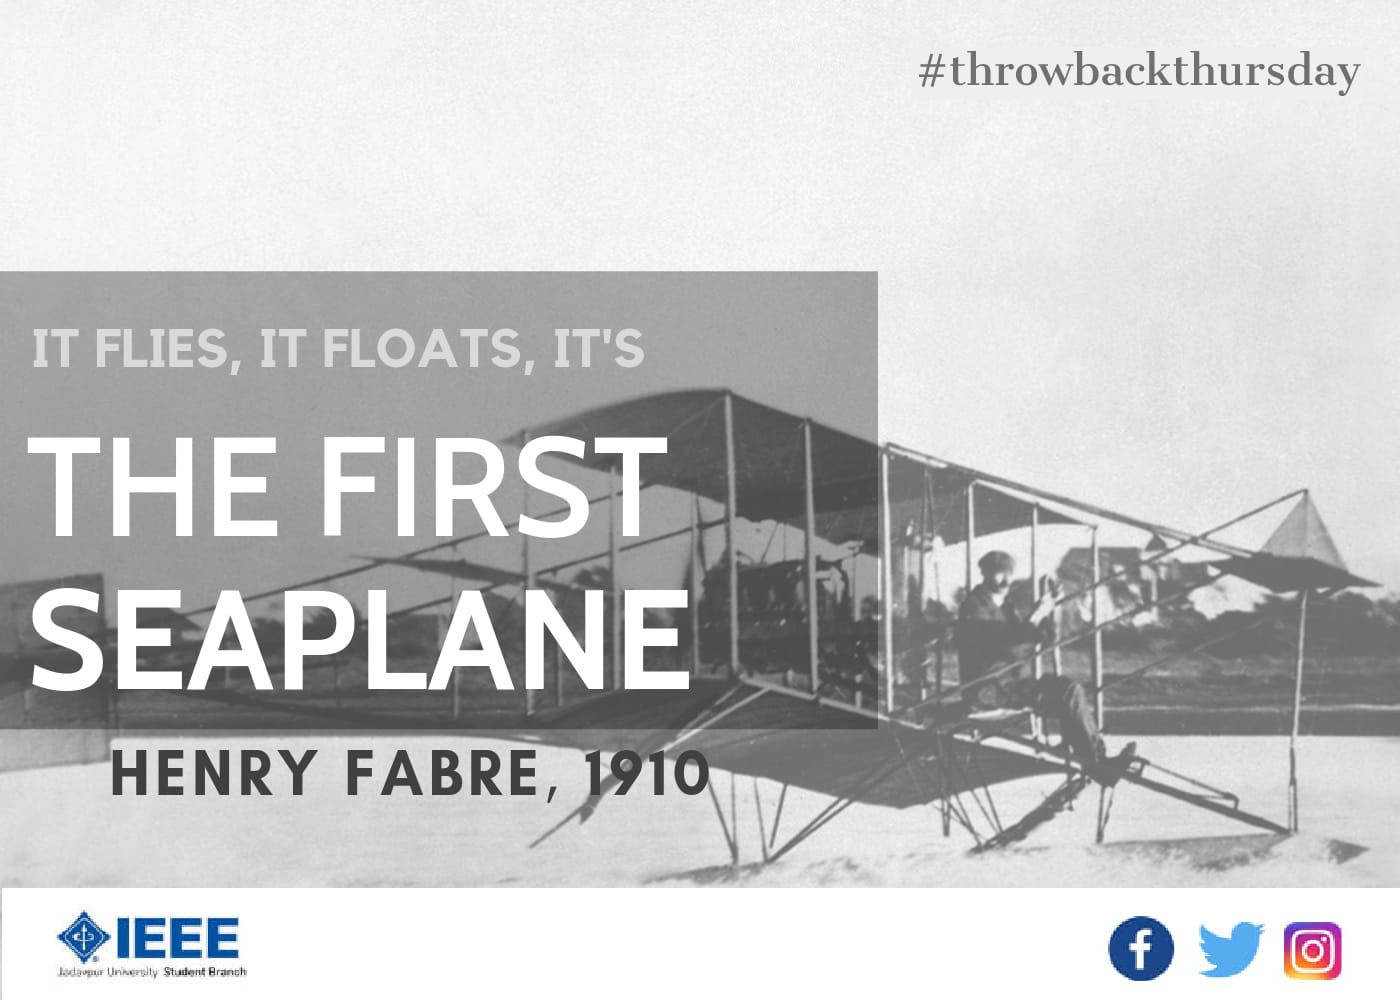 #throwbackthursday
IT FLIES, IT FLOATS, IT'S
THE FIRST
SEAPLANE
HENRY FABRE, 1910
IEEE
Jadavpur University Student Branch